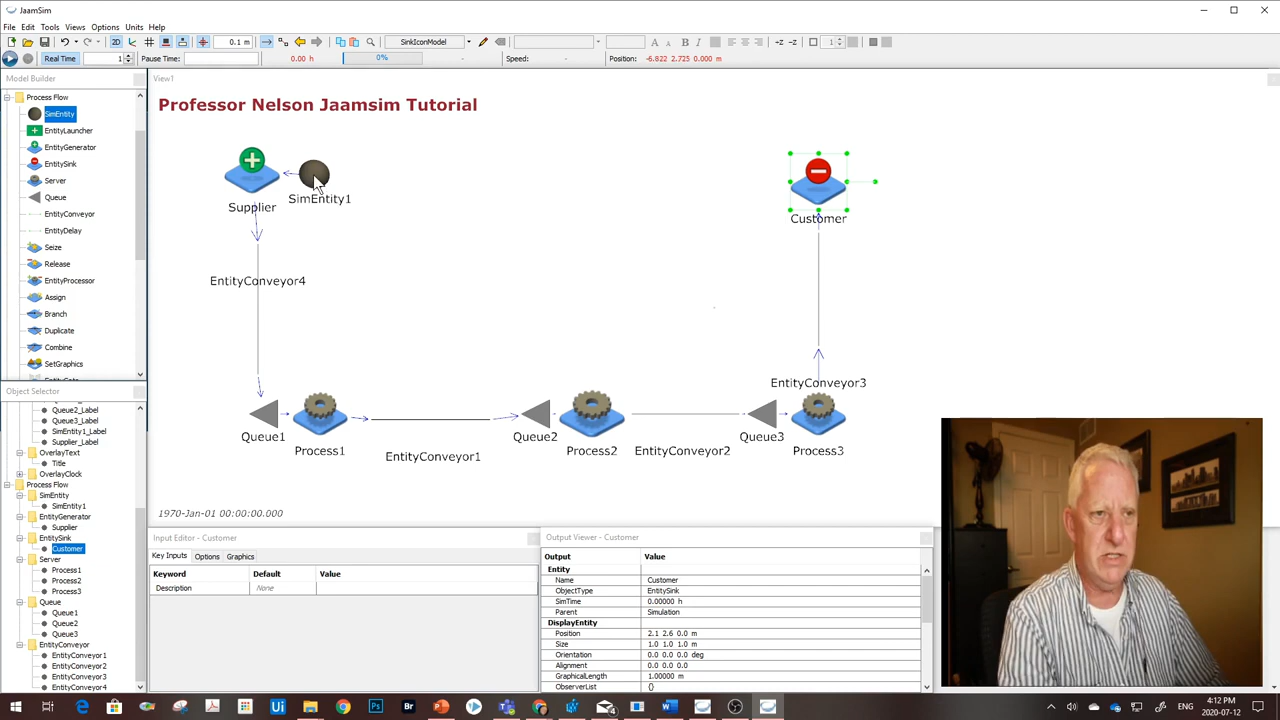 JaamSim
File Edit Tools Views Options Units Help
2D 0.1 m SinkIconModel A A B I +Z -Z 1
Real Time 1 Pause Time: 0.00 h 0% - Speed: - Position: -6.822 2.725 0.000 m
Model Builder
View1
Process Flow
SimEntity
EntityLauncher
EntityGenerator
EntitySink
Server
Queue
EntityConveyor
EntityDelay
Seize
Release
EntityProcessor
Assign
Branch
Duplicate
Combine
SetGraphics
Professor Nelson Jaamsim Tutorial
Supplier
SimEntity1
Customer
EntityConveyor4
EntityConveyor3
Queue1
Process1
EntityConveyor1
Queue2
Process2
EntityConveyor2
Queue3
Process3
1970-Jan-01 00:00:00.000
Object Selector
Queue2_Label
Queue3_Label
SimEntity1_Label
Supplier_Label
OverlayText
Title
OverlayClock
Process Flow
SimEntity
SimEntity1
EntityGenerator
Supplier
EntitySink
Customer
Server
Process1
Process2
Process3
Queue
Queue1
Queue2
Queue3
EntityConveyor
EntityConveyor1
EntityConveyor2
EntityConveyor3
EntityConveyor4
Input Editor - Customer
Key Inputs Options Graphics
Keyword Default Value
Description None
Output Viewer - Customer
Output Value
Entity
Name Customer
ObjectType EntitySink
SimTime 0.00000 h
Parent Simulation
DisplayEntity
Position 2.1 2.6 0.0 m
Size 1.0 1.0 1.0 m
Orientation 0.0 0.0 0.0 deg
Alignment 0.0 0.0 0.0
GraphicalLength 1.00000 m
ObserverList {}
ENG
4:12 PM
2020-07-12